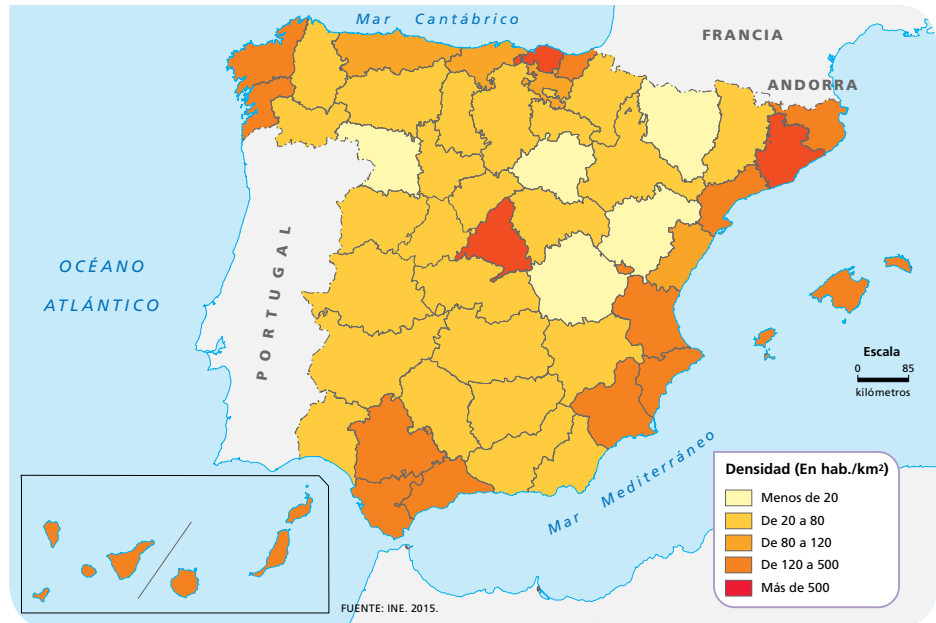 Mar Cantábrico
FRANCIA
ANDORRA
OCÉANO
ATLÁNTICO
PORTUGAL
Escala
0 85
kilómetros
Mar Mediterráneo
Densidad (En hab./km²)
Menos de 20
De 20 a 80
De 80 a 120
De 120 a 500
Más de 500
FUENTE: INE. 2015.